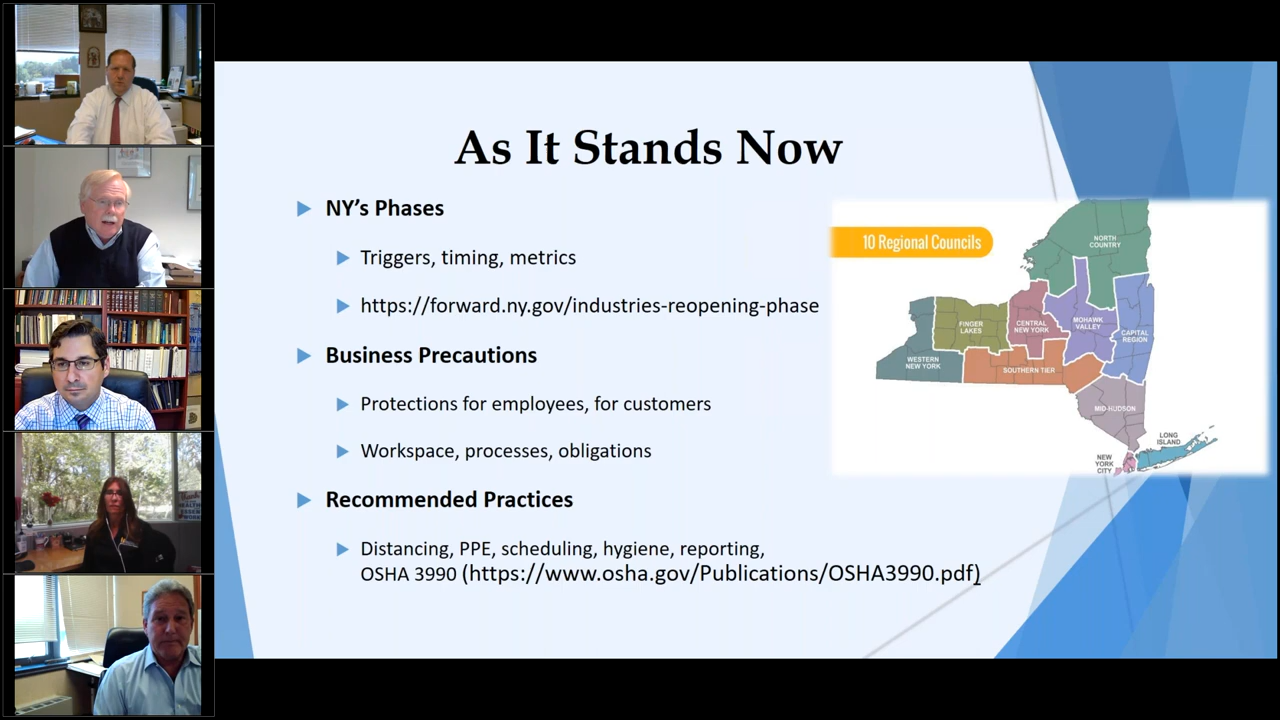 As It Stands Now
NY's Phases
Triggers, timing, metrics
https://forward.ny.gov/industries-reopening-phase
Business Precautions
Protections for employees, for customers
Workspace, processes, obligations
Recommended Practices
Distancing, PPE, scheduling, hygiene, reporting,
OSHA 3990 (https://www.osha.gov/Publications/OSHA3990.pdf)
10 Regional Councils
NORTH
COUNTRY
FINGER
LAKES
CENTRAL
NEW YORK
MOHAWK
VALLEY
CAPITAL
REGION
WESTERN
NEW YORK
SOUTHERN TIER
MID-HUDSON
LONG
ISLAND
NEW
YORK
CITY